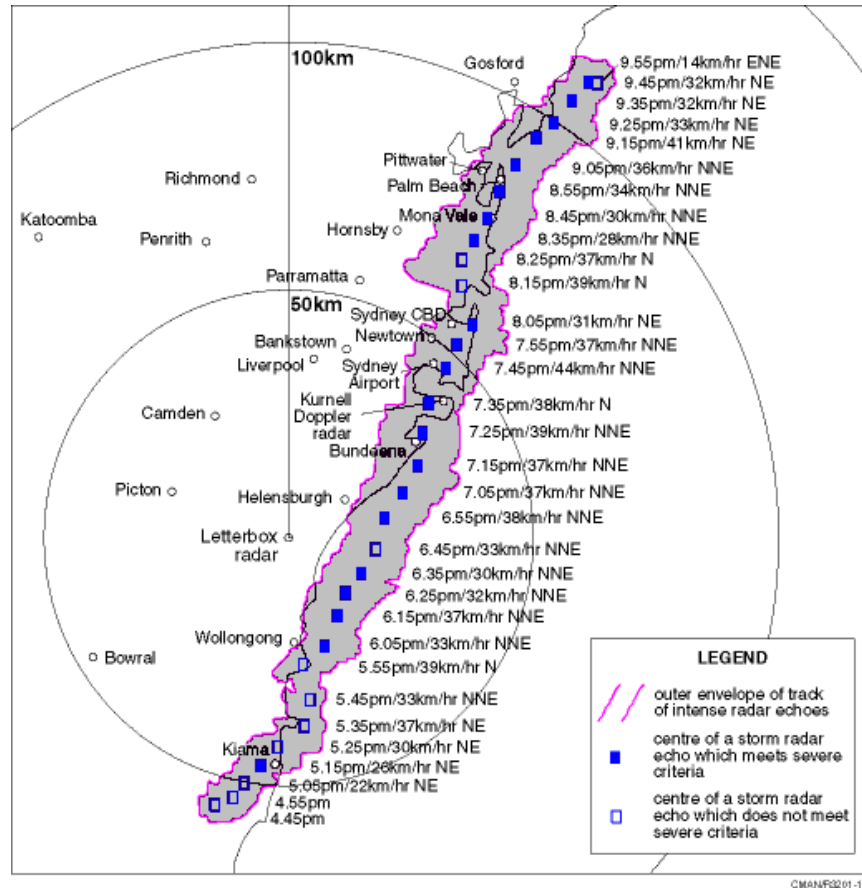 100km
Gosford
9.55pm/14km/hr ENE
9.45pm/32km/hr NE
9.35pm/32km/hr NE
9.25pm/33km/hr NE
9.15pm/41km/hr NE
Pittwater
9.05pm/36km/hr NNE
Richmond
Palm Beach
8.55pm/34km/hr NNE
Katoomba
Mona Vale
8.45pm/30km/hr NNE
Penrith
Hornsby
8.35pm/28km/hr NNE
8.25pm/37km/hr N
Parramatta
8.15pm/39km/hr N
50km
Sydney CBD
8.05pm/31km/hr NE
Bankstown
Newtown
7.55pm/37km/hr NNE
Liverpool
Sydney
Airport
7.45pm/44km/hr NNE
Camden
Kurnell
Doppler
radar
7.35pm/38km/hr N
7.25pm/39km/hr NNE
Bundeena
7.15pm/37km/hr NNE
Picton
Helensburgh
7.05pm/37km/hr NNE
6.55pm/38km/hr NNE
Letterbox
radar
6.45pm/33km/hr NNE
6.35pm/30km/hr NNE
6.25pm/32km/hr NNE
6.15pm/37km/hr NNE
Wollongong
6.05pm/33km/hr NNE
Bowral
5.55pm/39km/hr N
5.45pm/33km/hr NNE
5.35pm/37km/hr NE
Kiama
5.25pm/30km/hr NE
5.15pm/26km/hr NE
5.05pm/22km/hr NE
4.55pm
4.45pm
LEGEND
outer envelope of track
of intense radar echoes
centre of a storm radar
echo which meets severe
criteria
centre of a storm radar
echo which does not meet
severe criteria
CMAN/R3201-1